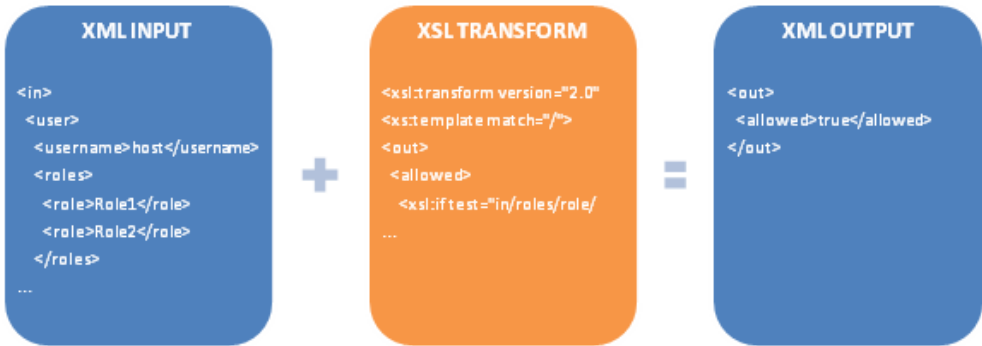 XML INPUT
<in>
<user>
<username>host</username>
<roles>
<role>Role1</role>
<role>Role2</role>
</roles>
...
+
XSL TRANSFORM
<xsl:transform version="2.0"
<xs:template match="/">
<out>
<allowed>
<xsl:if test="in/roles/role/
...
=
XML OUTPUT
<out>
<allowed>true</allowed>
</out>